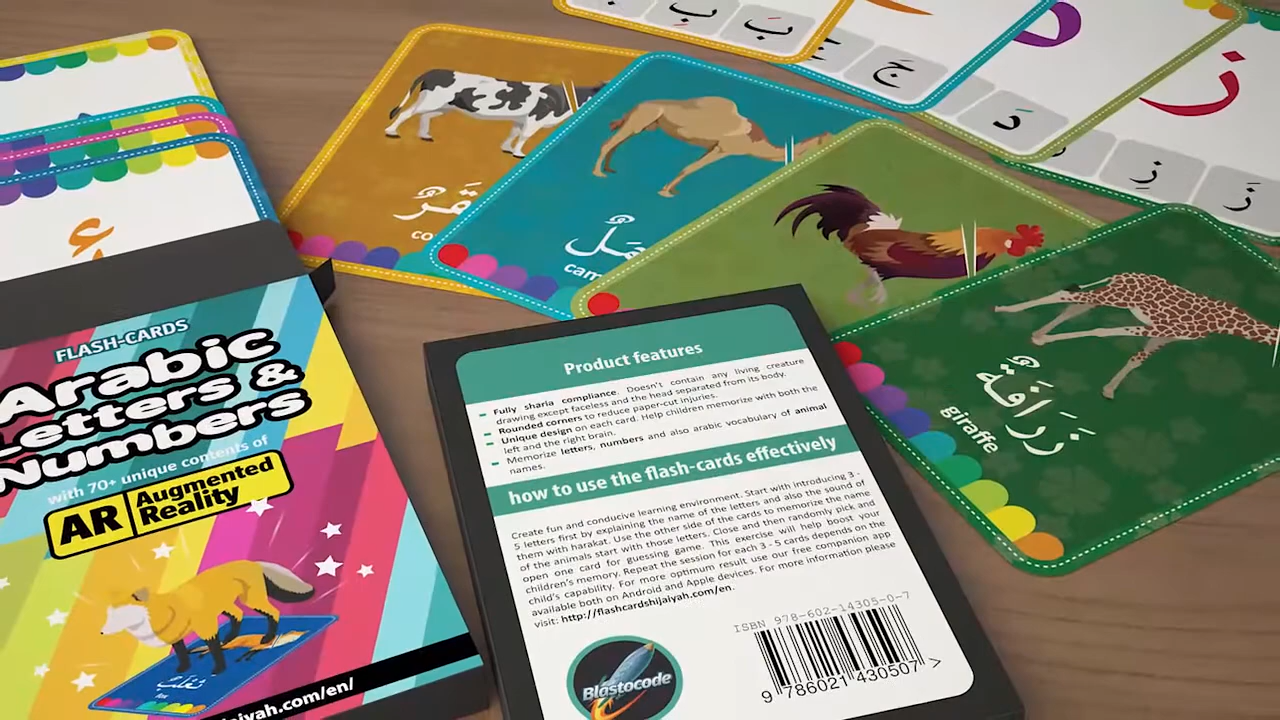 بِ
بَ
جَ
دَ
ز
زِ
زَ
أَ
camel
زَرَافَةٌ
giraffe
FLASH-CARDS
Arabic
Letters &
Numbers
with 70+ unique contents of
AR Augmented
Reality
ثَعْلَبٌ
fox
Product features
Fully sharia compliance. Doesn't contain any living creature
drawing except faceless and the head separated from its body.
Rounded corners to reduce paper-cut injuries.
Unique design on each card. Help children memorize with both the
left and the right brain.
Memorize letters, numbers and also arabic vocabulary of animal
names.
how to use the flash-cards effectively
Create fun and conducive learning environment. Start with introducing 3 -
5 letters first by explaining the name of the letters and also the sound of
them with harakat. Use the other side of the cards to memorize the name
of the animals start with those letters. Close and then randomly pick and
open one card for guessing game. This exercise will help boost your
children's memory. Repeat the session for each 3 - 5 cards depends on the
child's capability. For more optimum result use our free companion app
available both on Android and Apple devices. For more information please
visit: http://flashcardshijaiyah.com/en.
ISBN 978-602-14305-0-7
9 786021 430507 >
Blastocode